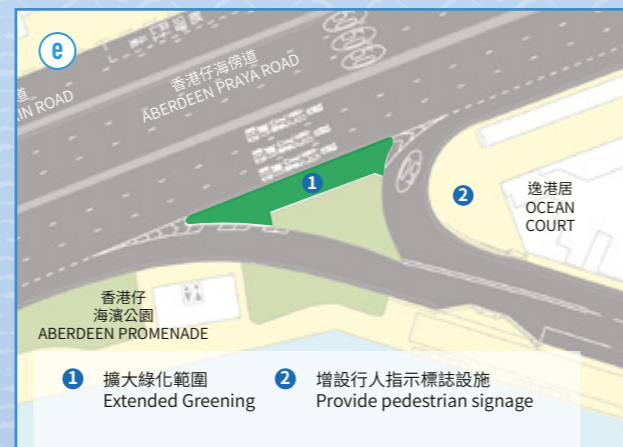 e
香港仔海傍道
ABERDEEN PRAYA ROAD
道
IN ROAD
1
2
逸港居
OCEAN
COURT
香港仔
海濱公園
ABERDEEN PROMENADE
1 擴大綠化範圍
Extended Greening
2 增設行人指示標誌設施
Provide pedestrian signage